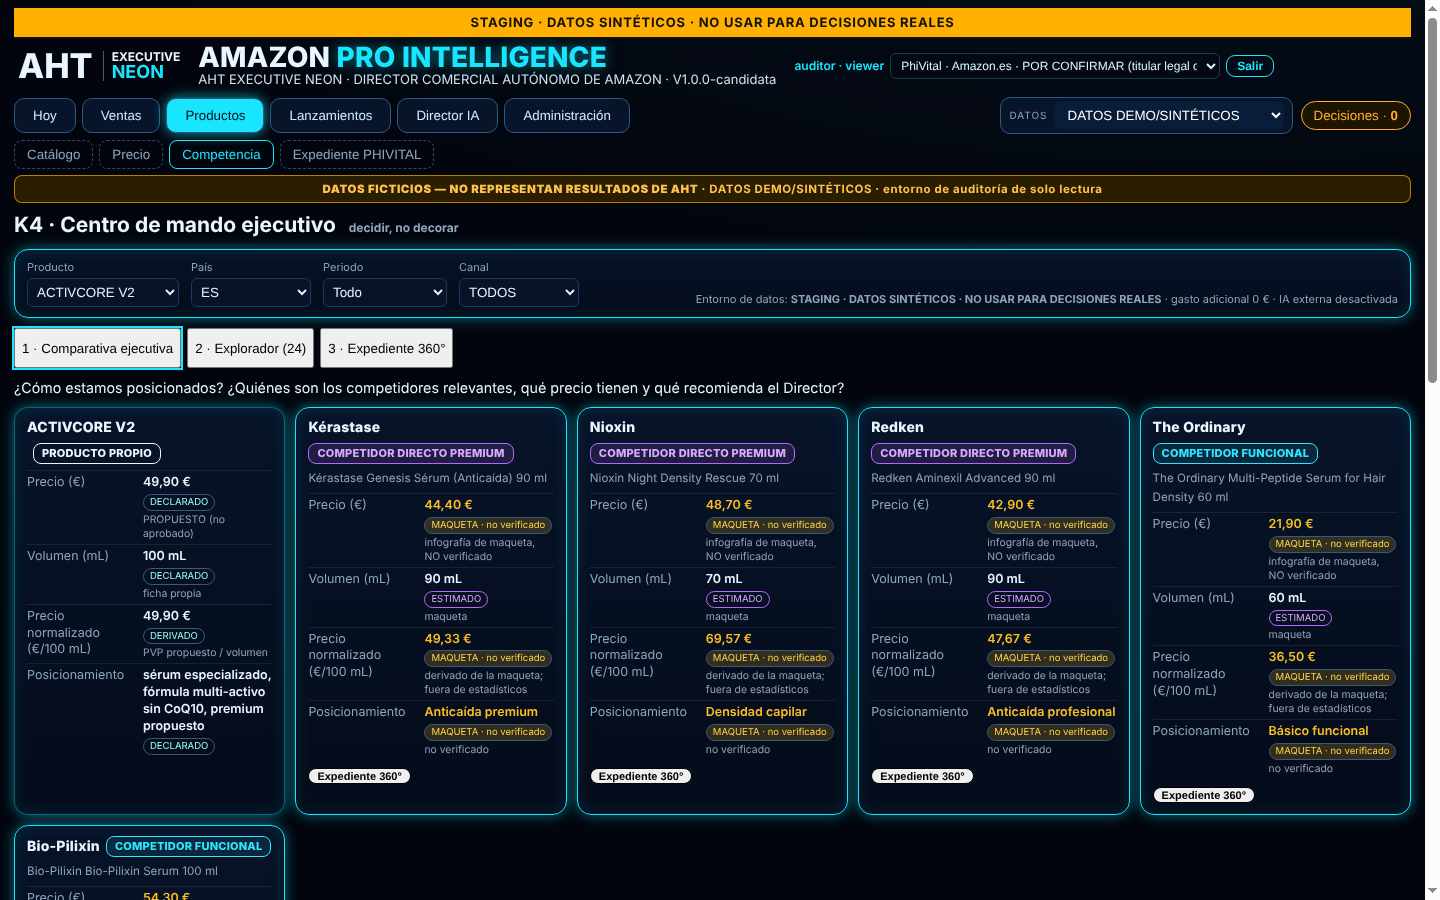 STAGING · DATOS SINTÉTICOS · NO USAR PARA DECISIONES REALES
AHT
EXECUTIVE
NEON
AMAZON PRO INTELLIGENCE
AHT EXECUTIVE NEON · DIRECTOR COMERCIAL AUTÓNOMO DE AMAZON · V1.0.0-candidata
auditor · viewer
PhiVital · Amazon.es · POR CONFIRMAR (titular legal c
Salir
Hoy
Ventas
Productos
Lanzamientos
Director IA
Administración
DATOS
DATOS DEMO/SINTÉTICOS
Decisiones · 0
Catálogo
Precio
Competencia
Expediente PHIVITAL
DATOS FICTICIOS — NO REPRESENTAN RESULTADOS DE AHT · DATOS DEMO/SINTÉTICOS · entorno de auditoría de solo lectura
K4 · Centro de mando ejecutivo
decidir, no decorar
Producto
ACTIVCORE V2
País
ES
Periodo
Todo
Canal
TODOS
Entorno de datos: STAGING · DATOS SINTÉTICOS · NO USAR PARA DECISIONES REALES · gasto adicional 0 € · IA externa desactivada
1 · Comparativa ejecutiva
2 · Explorador (24)
3 · Expediente 360°
¿Cómo estamos posicionados? ¿Quiénes son los competidores relevantes, qué precio tienen y qué recomienda el Director?
ACTIVCORE V2
PRODUCTO PROPIO
Precio (€)
49,90 €
DECLARADO
PROPUESTO (no
aprobado)
Volumen (mL)
100 mL
DECLARADO
ficha propia
Precio
normalizado
(€/100 mL)
49,90 €
DERIVADO
PVP propuesto / volumen
Posicionamiento
sérum especializado,
fórmula multi-activo
sin CoQ10, premium
propuesto
DECLARADO
Kérastase
COMPETIDOR DIRECTO PREMIUM
Kérastase Genesis Sérum (Anticaída) 90 ml
Precio (€)
44,40 €
MAQUETA · no verificado
infografía de maqueta,
NO verificado
Volumen (mL)
90 mL
ESTIMADO
maqueta
Precio
normalizado
(€/100 mL)
49,33 €
MAQUETA · no verificado
derivado de la maqueta;
fuera de estadísticos
Posicionamiento
Anticaída premium
MAQUETA · no verificado
no verificado
Expediente 360°
Nioxin
COMPETIDOR DIRECTO PREMIUM
Nioxin Night Density Rescue 70 ml
Precio (€)
48,70 €
MAQUETA · no verificado
infografía de maqueta,
NO verificado
Volumen (mL)
70 mL
ESTIMADO
maqueta
Precio
normalizado
(€/100 mL)
69,57 €
MAQUETA · no verificado
derivado de la maqueta;
fuera de estadísticos
Posicionamiento
Densidad capilar
MAQUETA · no verificado
no verificado
Expediente 360°
Redken
COMPETIDOR DIRECTO PREMIUM
Redken Aminexil Advanced 90 ml
Precio (€)
42,90 €
MAQUETA · no verificado
infografía de maqueta,
NO verificado
Volumen (mL)
90 mL
ESTIMADO
maqueta
Precio
normalizado
(€/100 mL)
47,67 €
MAQUETA · no verificado
derivado de la maqueta;
fuera de estadísticos
Posicionamiento
Anticaída profesional
MAQUETA · no verificado
no verificado
Expediente 360°
The Ordinary
COMPETIDOR FUNCIONAL
The Ordinary Multi-Peptide Serum for Hair
Density 60 ml
Precio (€)
21,90 €
MAQUETA · no verificado
infografía de maqueta,
NO verificado
Volumen (mL)
60 mL
ESTIMADO
maqueta
Precio
normalizado
(€/100 mL)
36,50 €
MAQUETA · no verificado
derivado de la maqueta;
fuera de estadísticos
Posicionamiento
Básico funcional
MAQUETA · no verificado
no verificado
Expediente 360°
Bio-Pilixin
COMPETIDOR FUNCIONAL
Bio-Pilixin Bio-Pilixin Serum 100 ml
Precio (€)
54,30 €